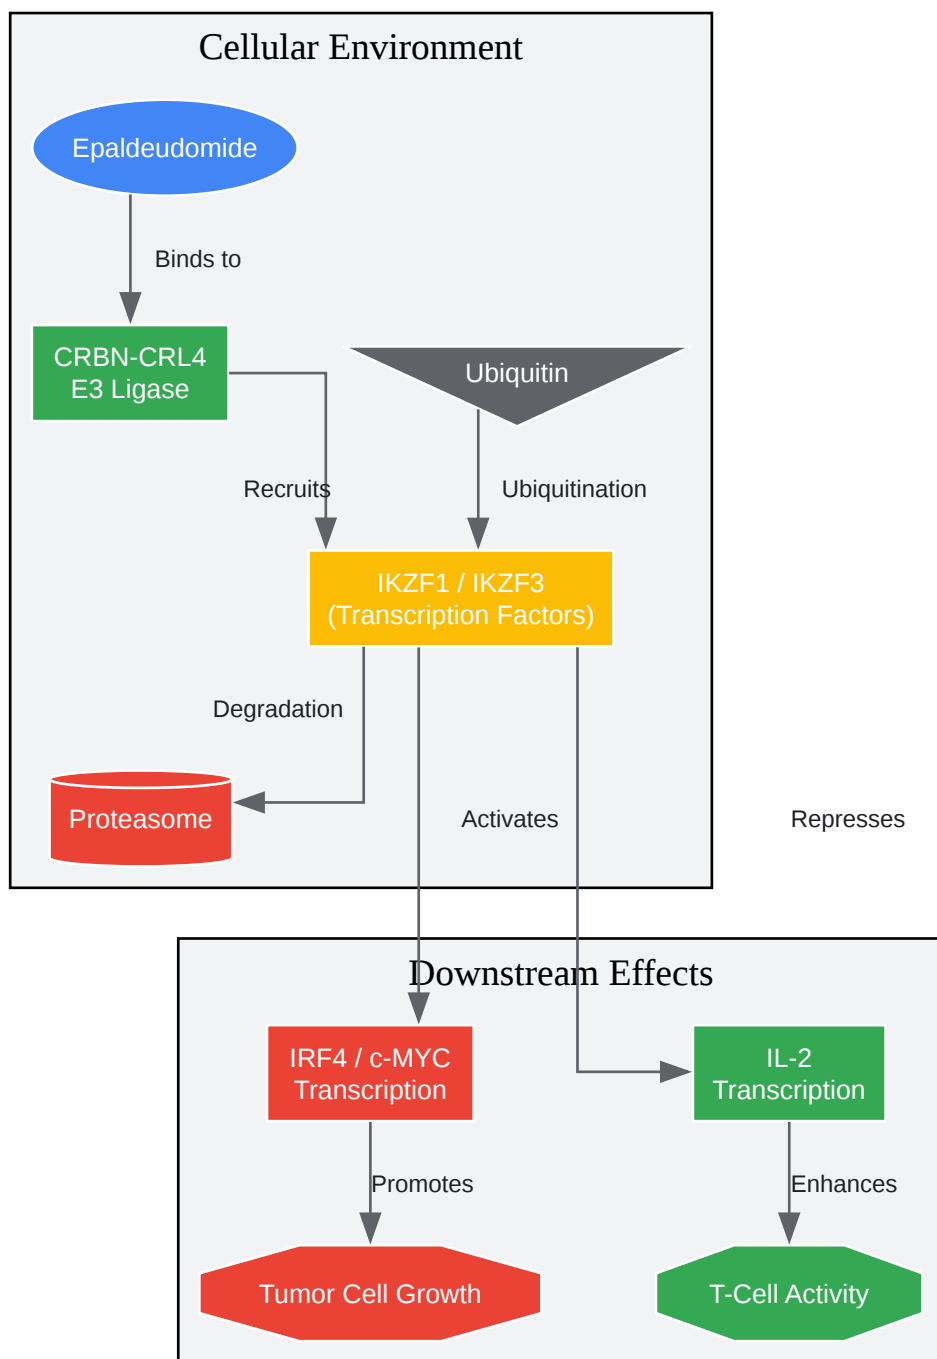 Cellular Environment
Epaldeudomide
Binds to
CRBN-CRL4
E3 Ligase
Ubiquitin
Recruits
Ubiquitination
IKZF1 / IKZF3
(Transcription Factors)
Degradation
Proteasome
Activates
Represses
Downstream Effects
IRF4 / c-MYC
Transcription
IL-2
Transcription
Promotes
Enhances
Tumor Cell Growth
T-Cell Activity